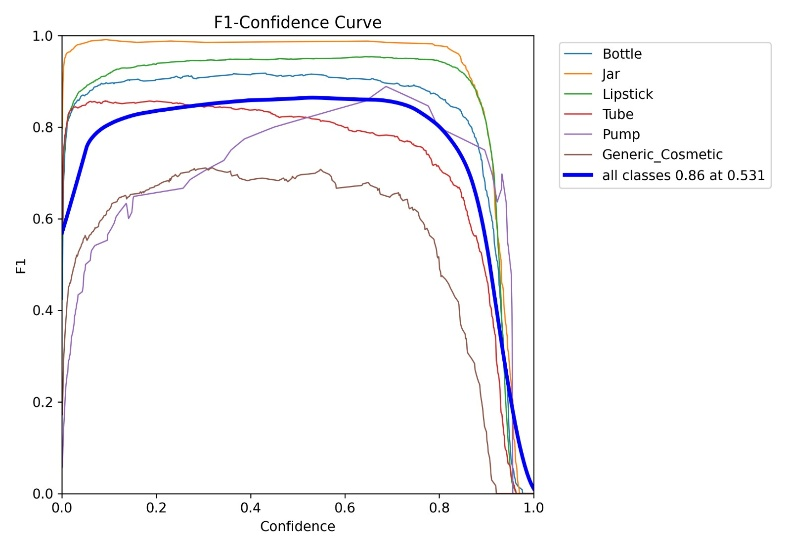 F1-Confidence Curve
1.0
0.8
0.6
0.4
0.2
0.0
F1
0.0 0.2 0.4 0.6 0.8 1.0
Confidence
Bottle
Jar
Lipstick
Tube
Pump
Generic_Cosmetic
all classes 0.86 at 0.531